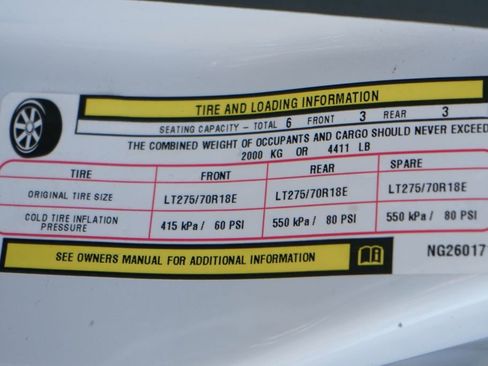 TIRE AND LOADING INFORMATION
SEATING CAPACITY – TOTAL 6 FRONT 3 REAR 3
THE COMBINED WEIGHT OF OCCUPANTS AND CARGO SHOULD NEVER EXCEED
2000 KG OR 4411 LB
TIRE FRONT REAR SPARE
ORIGINAL TIRE SIZE LT275/70R18E LT275/70R18E LT275/70R18E
COLD TIRE INFLATION PRESSURE 415 kPa / 60 PSI 550 kPa / 80 PSI 550 kPa / 80 PSI
SEE OWNERS MANUAL FOR ADDITIONAL INFORMATION
NG260171